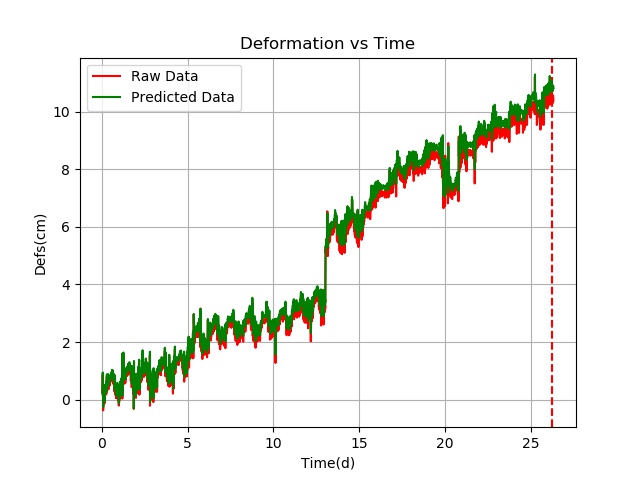 Deformation vs Time
Raw Data
Predicted Data
10
8
6
4
2
0
Defs(cm)
0 5 10 15 20 25
Time(d)